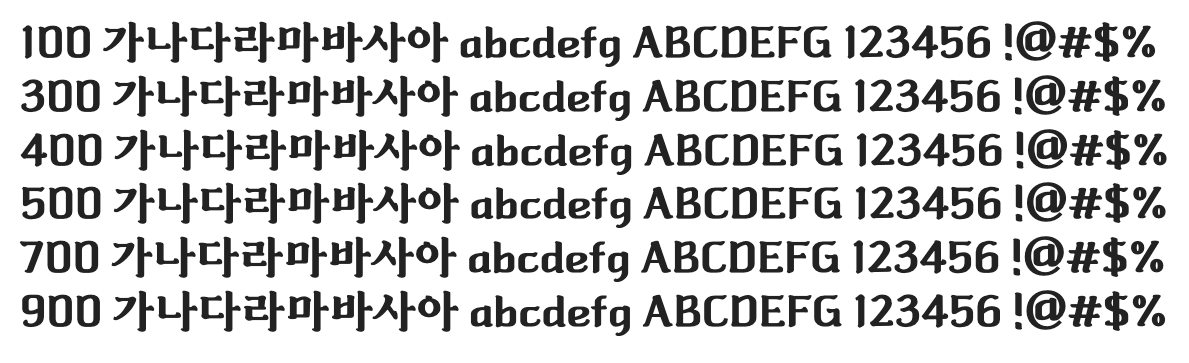 100 가나다라마바사아 abcdefg ABCDEFG 123456 !@#$%
300 가나다라마바사아 abcdefg ABCDEFG 123456 !@#$%
400 가나다라마바사아 abcdefg ABCDEFG 123456 !@#$%
500 가나다라마바사아 abcdefg ABCDEFG 123456 !@#$%
700 가나다라마바사아 abcdefg ABCDEFG 123456 !@#$%
900 가나다라마바사아 abcdefg ABCDEFG 123456 !@#$%